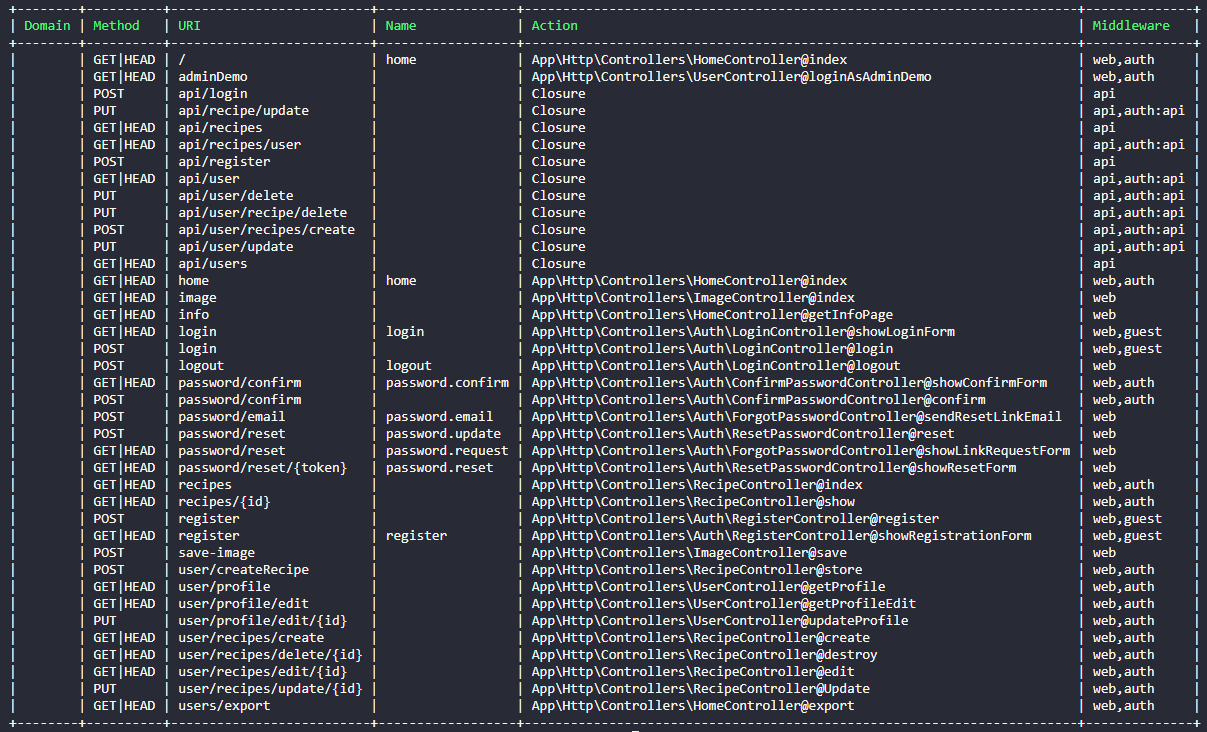 +--------+----------+--------------------------+------------------+------------------------------------------------------------------------+--------------+
| Domain | Method   | URI                      | Name             | Action                                                                 | Middleware   |
+--------+----------+--------------------------+------------------+------------------------------------------------------------------------+--------------+
|        | GET|HEAD | /                        | home             | App\Http\Controllers\HomeController@index                              | web,auth     |
|        | GET|HEAD | adminDemo                |                  | App\Http\Controllers\UserController@loginAsAdminDemo                   | web,auth     |
|        | POST     | api/login                |                  | Closure                                                                | api          |
|        | PUT      | api/recipe/update        |                  | Closure                                                                | api,auth:api |
|        | GET|HEAD | api/recipes              |                  | Closure                                                                | api          |
|        | GET|HEAD | api/recipes/user         |                  | Closure                                                                | api,auth:api |
|        | POST     | api/register             |                  | Closure                                                                | api          |
|        | GET|HEAD | api/user                 |                  | Closure                                                                | api,auth:api |
|        | PUT      | api/user/delete          |                  | Closure                                                                | api,auth:api |
|        | PUT      | api/user/recipe/delete   |                  | Closure                                                                | api,auth:api |
|        | POST     | api/user/recipes/create  |                  | Closure                                                                | api,auth:api |
|        | PUT      | api/user/update          |                  | Closure                                                                | api,auth:api |
|        | GET|HEAD | api/users                |                  | Closure                                                                | api          |
|        | GET|HEAD | home                     | home             | App\Http\Controllers\HomeController@index                              | web,auth     |
|        | GET|HEAD | image                    |                  | App\Http\Controllers\ImageController@index                             | web          |
|        | GET|HEAD | info                     |                  | App\Http\Controllers\HomeController@getInfoPage                        | web          |
|        | GET|HEAD | login                    | login            | App\Http\Controllers\Auth\LoginController@showLoginForm                | web,guest    |
|        | POST     | login                    |                  | App\Http\Controllers\Auth\LoginController@login                        | web,guest    |
|        | POST     | logout                   | logout           | App\Http\Controllers\Auth\LoginController@logout                       | web          |
|        | GET|HEAD | password/confirm         | password.confirm | App\Http\Controllers\Auth\ConfirmPasswordController@showConfirmForm    | web,auth     |
|        | POST     | password/confirm         |                  | App\Http\Controllers\Auth\ConfirmPasswordController@confirm            | web,auth     |
|        | POST     | password/email           | password.email   | App\Http\Controllers\Auth\ForgotPasswordController@sendResetLinkEmail  | web          |
|        | POST     | password/reset           | password.update  | App\Http\Controllers\Auth\ResetPasswordController@reset                | web          |
|        | GET|HEAD | password/reset           | password.request | App\Http\Controllers\Auth\ForgotPasswordController@showLinkRequestForm | web          |
|        | GET|HEAD | password/reset/{token}   | password.reset   | App\Http\Controllers\Auth\ResetPasswordController@showResetForm        | web          |
|        | GET|HEAD | recipes                  |                  | App\Http\Controllers\RecipeController@index                            | web,auth     |
|        | GET|HEAD | recipes/{id}             |                  | App\Http\Controllers\RecipeController@show                             | web,auth     |
|        | POST     | register                 |                  | App\Http\Controllers\Auth\RegisterController@register                  | web,guest    |
|        | GET|HEAD | register                 | register         | App\Http\Controllers\Auth\RegisterController@showRegistrationForm      | web,guest    |
|        | POST     | save-image               |                  | App\Http\Controllers\ImageController@save                              | web          |
|        | POST     | user/createRecipe        |                  | App\Http\Controllers\RecipeController@store                            | web,auth     |
|        | GET|HEAD | user/profile             |                  | App\Http\Controllers\UserController@getProfile                         | web,auth     |
|        | GET|HEAD | user/profile/edit        |                  | App\Http\Controllers\UserController@getProfileEdit                     | web,auth     |
|        | PUT      | user/profile/edit/{id}   |                  | App\Http\Controllers\UserController@updateProfile                      | web,auth     |
|        | GET|HEAD | user/recipes/create      |                  | App\Http\Controllers\RecipeController@create                           | web,auth     |
|        | GET|HEAD | user/recipes/delete/{id} |                  | App\Http\Controllers\RecipeController@destroy                          | web,auth     |
|        | GET|HEAD | user/recipes/edit/{id}   |                  | App\Http\Controllers\RecipeController@edit                             | web,auth     |
|        | PUT      | user/recipes/update/{id} |                  | App\Http\Controllers\RecipeController@Update                           | web,auth     |
|        | GET|HEAD | users/export             |                  | App\Http\Controllers\HomeController@export                             | web,auth     |
+--------+----------+--------------------------+------------------+------------------------------------------------------------------------+--------------+